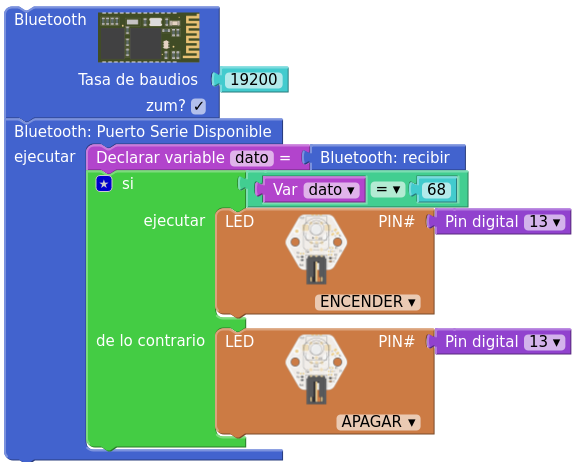 Bluetooth
Tasa de baudios 19200
zum? ✓
Bluetooth: Puerto Serie Disponible
ejecutar Declarar variable dato = Bluetooth: recibir
si Var dato ▾ = ▾ 68
ejecutar LED PIN# Pin digital 13 ▾
ENCENDER ▾
de lo contrario LED PIN# Pin digital 13 ▾
APAGAR ▾